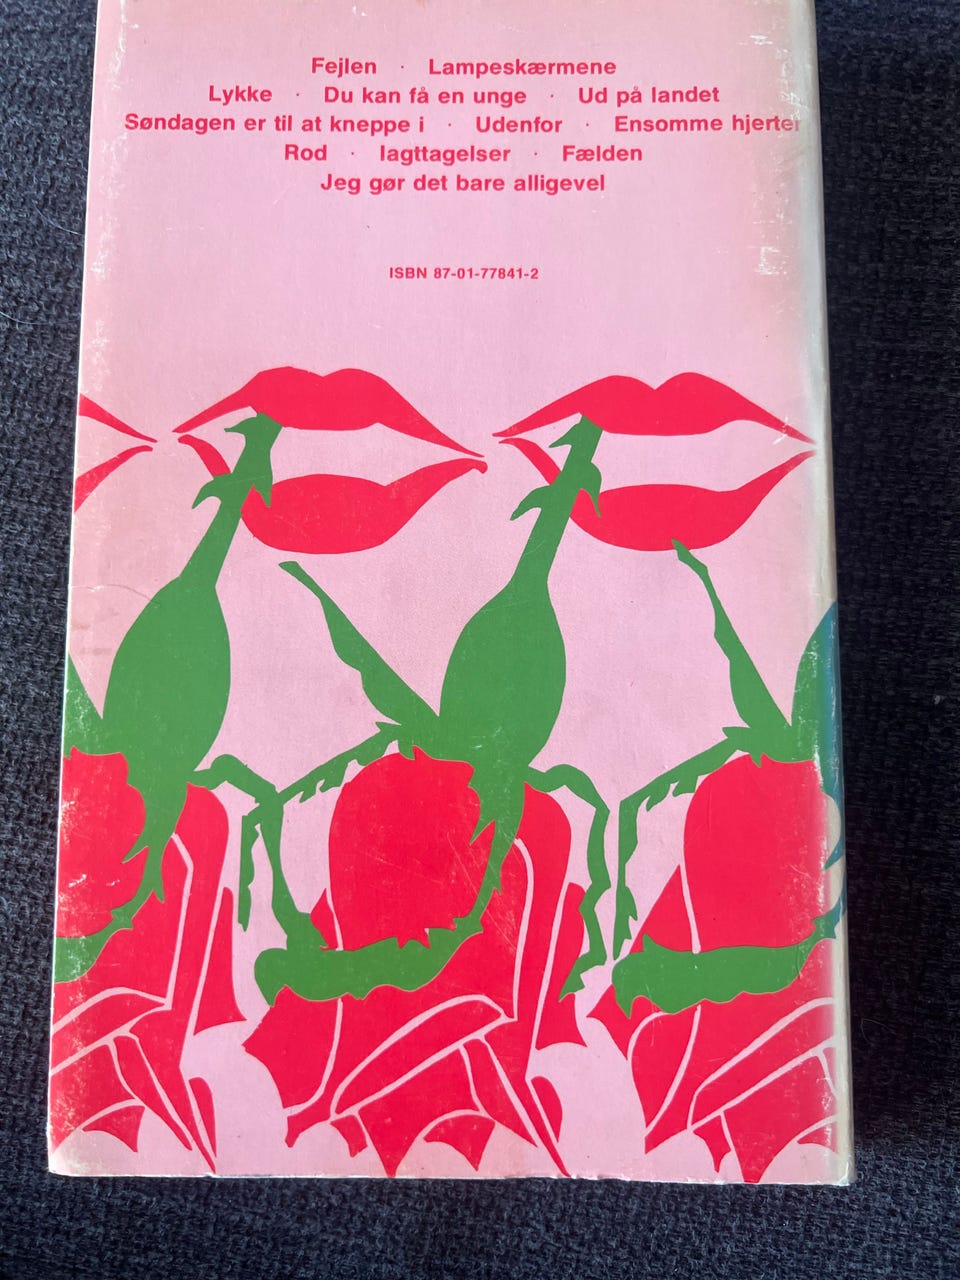 Fejlen · Lampeskærmene
Lykke · Du kan få en unge · Ud på landet
Søndagen er til at kneppe i · Udenfor · Ensomme hjerter
Rod · Iagttagelser · Fælden
Jeg gør det bare alligevel
ISBN 87-01-77841-2